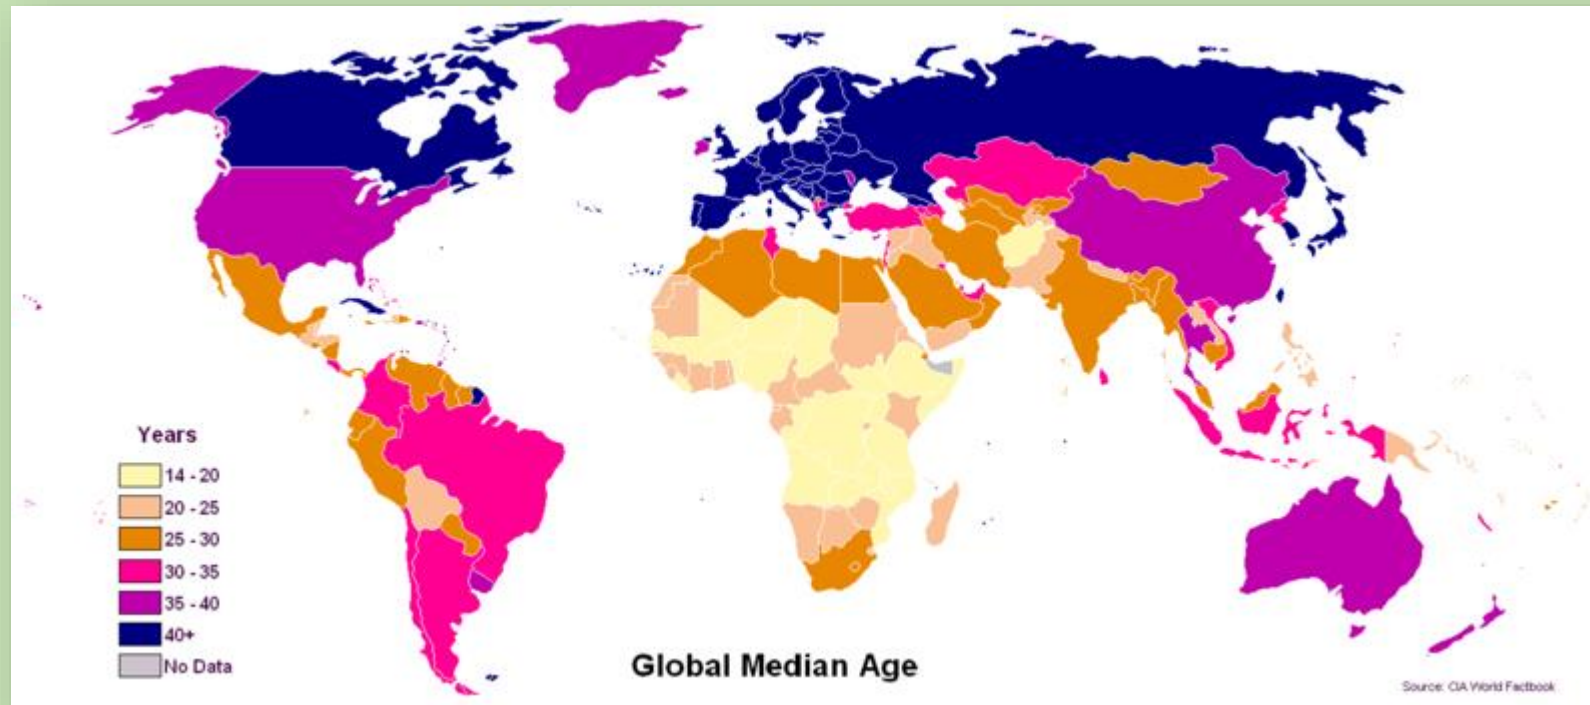 Years
14 - 20
20 - 25
25 - 30
30 - 35
35 - 40
40+
No Data
Global Median Age
Source: CIA World Factbook